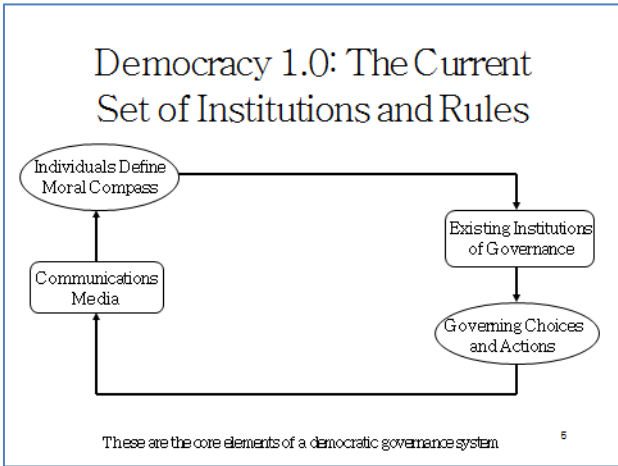 Democracy 1.0: The Current
Set of Institutions and Rules
Individuals Define
Moral Compass
Existing Institutions
of Governance
Communications
Media
Governing Choices
and Actions
These are the core elements of a democratic governance system
5